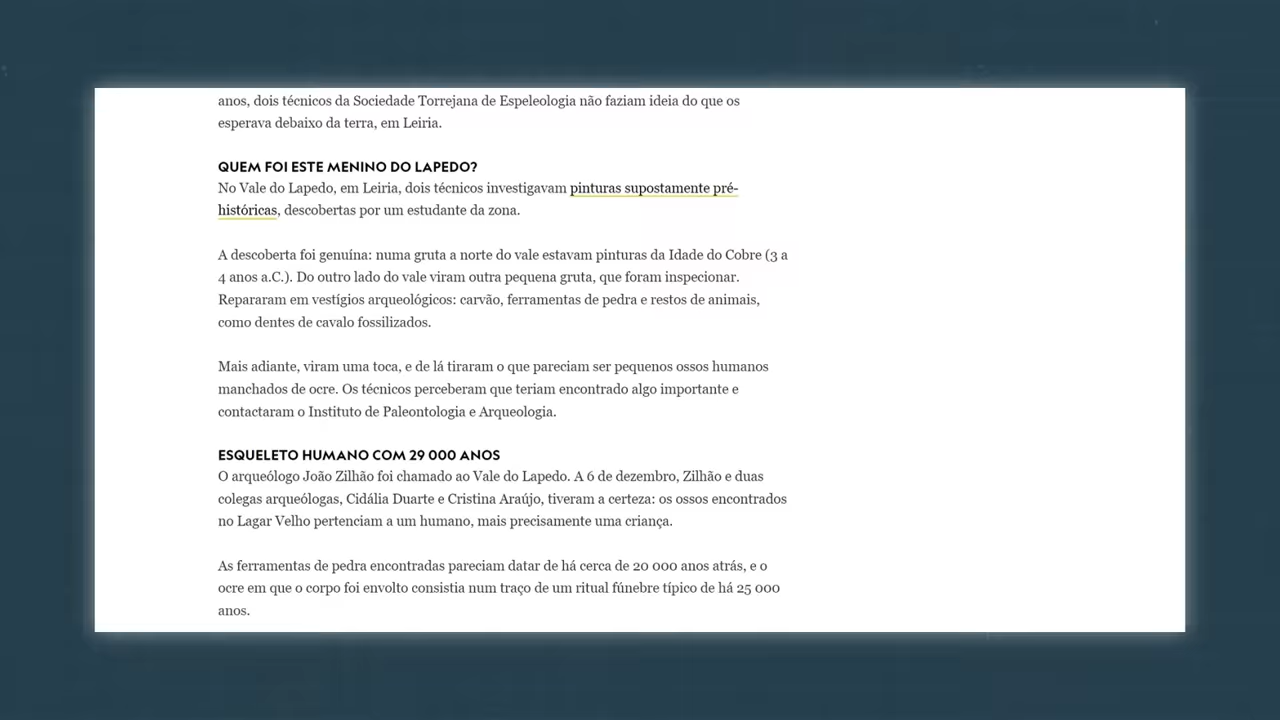 anos, dois técnicos da Sociedade Torrejana de Espeleologia não faziam ideia do que os
esperava debaixo da terra, em Leiria.
QUEM FOI ESTE MENINO DO LAPEDO?
No Vale do Lapedo, em Leiria, dois técnicos investigavam pinturas supostamente pré-
históricas, descobertas por um estudante da zona.
A descoberta foi genuína: numa gruta a norte do vale estavam pinturas da Idade do Cobre (3 a
4 anos a.C.). Do outro lado do vale viram outra pequena gruta, que foram inspecionar.
Repararam em vestígios arqueológicos: carvão, ferramentas de pedra e restos de animais,
como dentes de cavalo fossilizados.
Mais adiante, viram uma toca, e de lá tiraram o que pareciam ser pequenos ossos humanos
manchados de ocre. Os técnicos perceberam que teriam encontrado algo importante e
contactaram o Instituto de Paleontologia e Arqueologia.
ESQUELETO HUMANO COM 29 000 ANOS
O arqueólogo João Zilhão foi chamado ao Vale do Lapedo. A 6 de dezembro, Zilhão e duas
colegas arqueólogas, Cidália Duarte e Cristina Araújo, tiveram a certeza: os ossos encontrados
no Lagar Velho pertenciam a um humano, mais precisamente uma criança.
As ferramentas de pedra encontradas pareciam datar de há cerca de 20 000 anos atrás, e o
ocre em que o corpo foi envolto consistia num traço de um ritual fúnebre típico de há 25 000
anos.